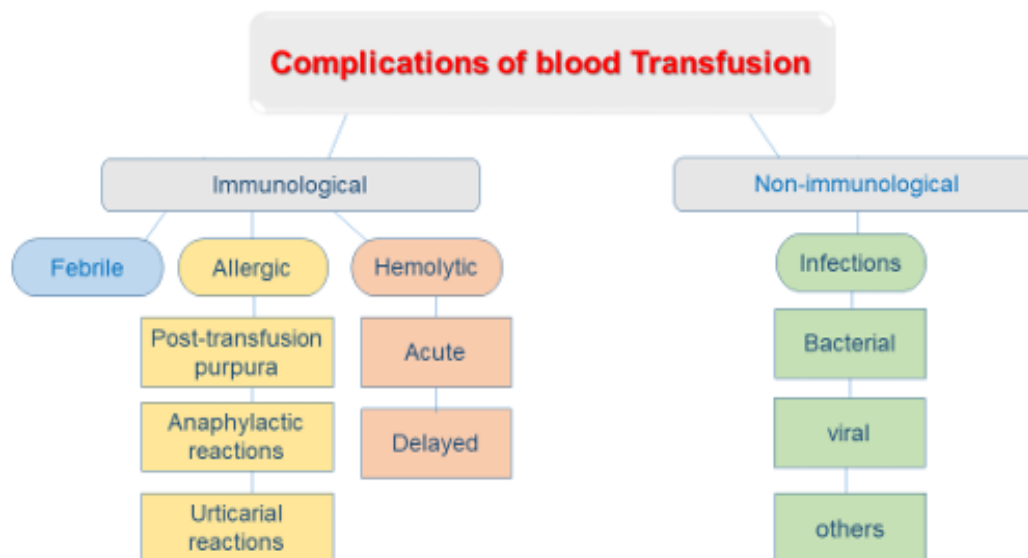 Complications of blood Transfusion
Immunological
Non-immunological
Febrile
Allergic
Hemolytic
Infections
Post-transfusion
purpura
Acute
Bacterial
Anaphylactic
reactions
Delayed
viral
Urticarial
reactions
others